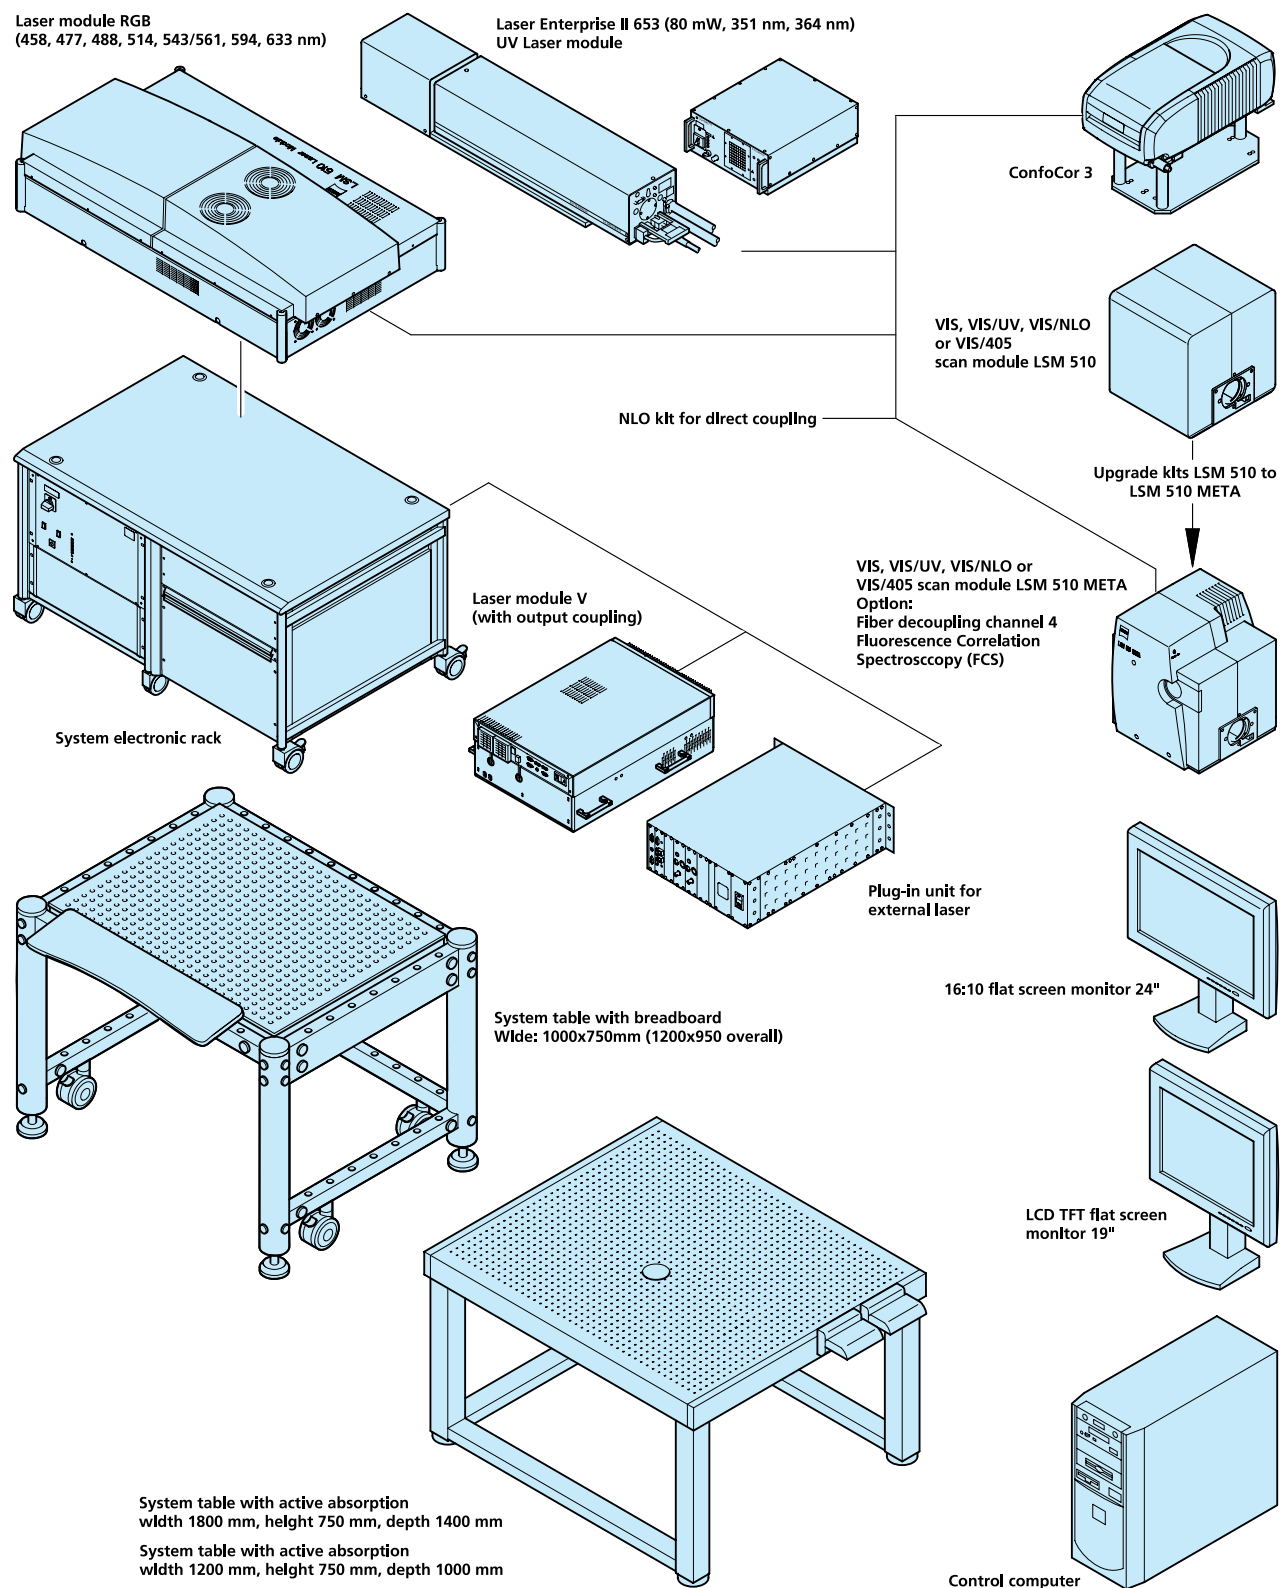 Laser module RGB
(458, 477, 488, 514, 543/561, 594, 633 nm)
Laser Enterprise II 653 (80 mW, 351 nm, 364 nm)
UV Laser module
LSM 510 Laser Module
ConfoCor 3
VIS, VIS/UV, VIS/NLO
or VIS/405
scan module LSM 510
NLO kit for direct coupling
Upgrade kits LSM 510 to
LSM 510 META
VIS, VIS/UV, VIS/NLO or
VIS/405 scan module LSM 510 META
Option:
Fiber decoupling channel 4
Fluorescence Correlation
Spectrosccopy (FCS)
Laser module V
(with output coupling)
System electronic rack
Plug-in unit for
external laser
16:10 flat screen monitor 24"
System table with breadboard
Wide: 1000x750mm (1200x950 overall)
LCD TFT flat screen
monitor 19"
System table with active absorption
width 1800 mm, height 750 mm, depth 1400 mm
System table with active absorption
width 1200 mm, height 750 mm, depth 1000 mm
Control computer